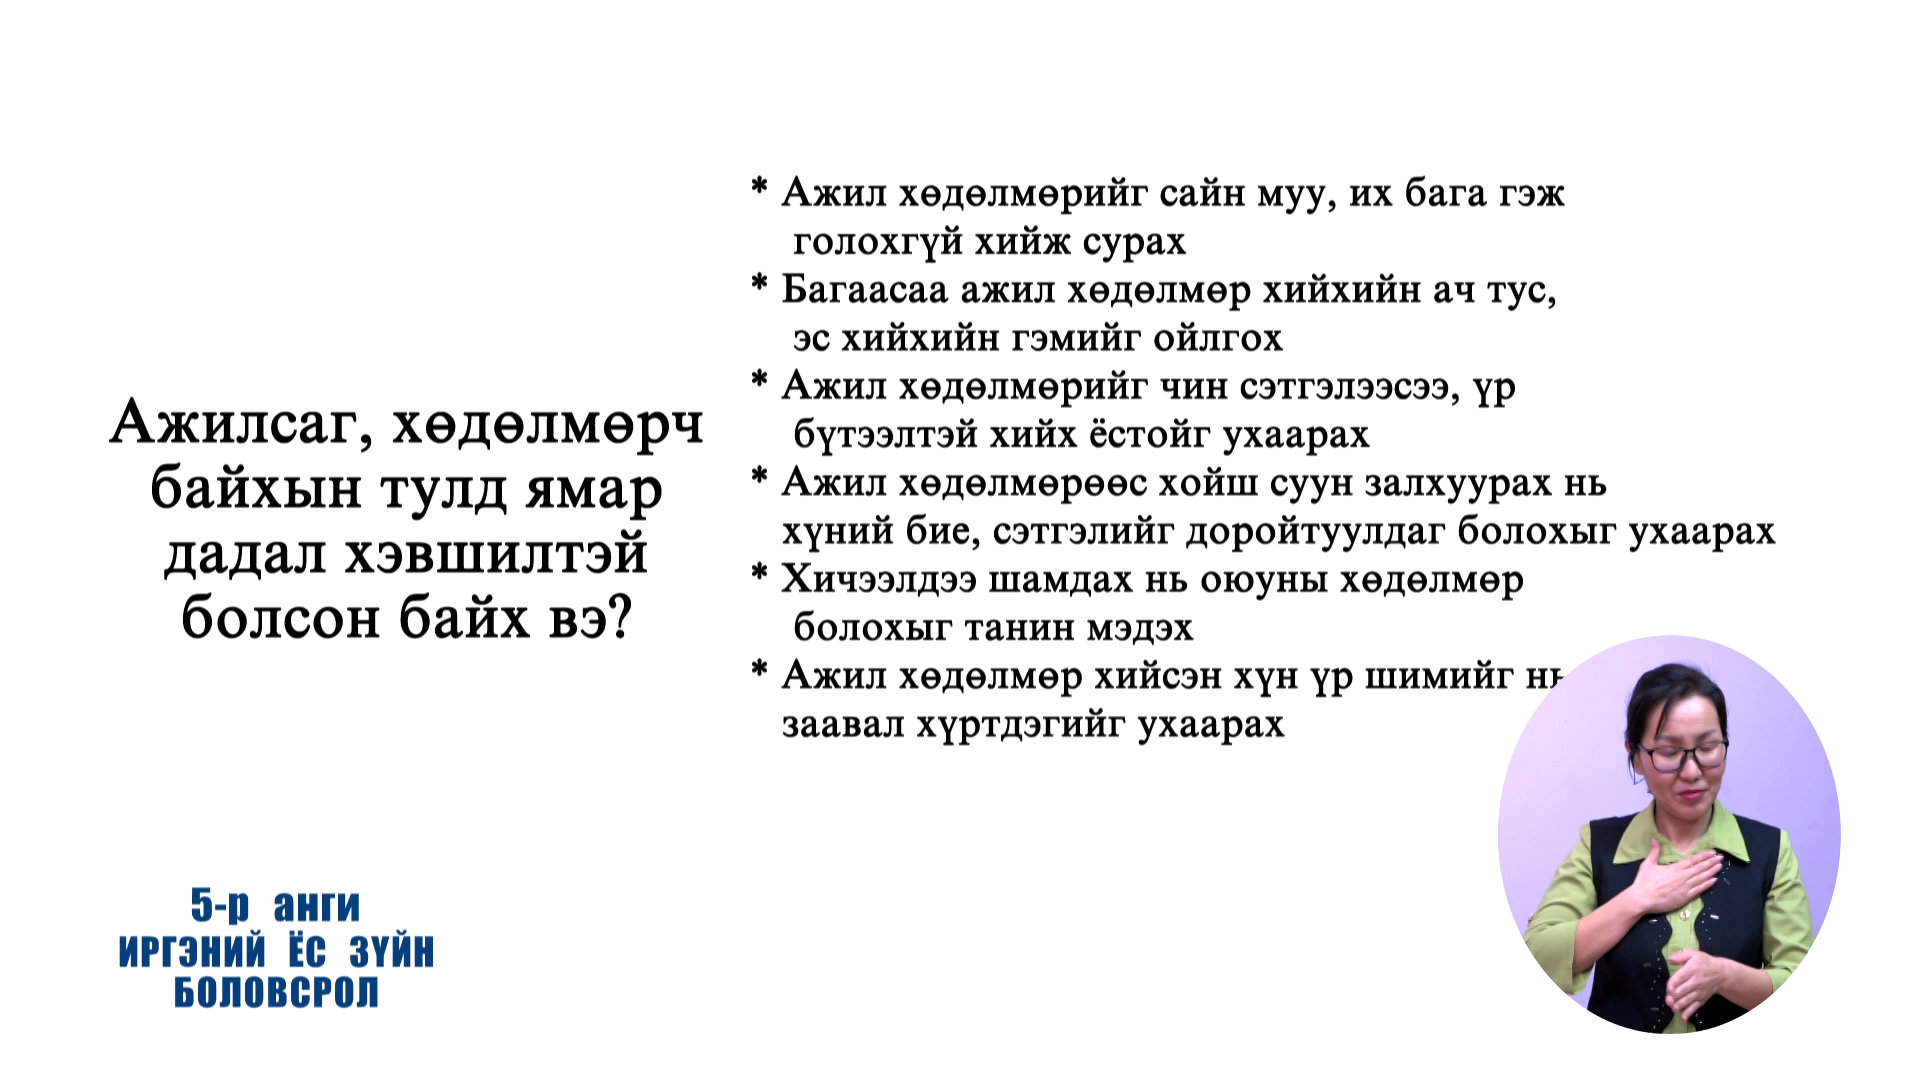 Ажилсаг, хөдөлмөрч
байхын тулд ямар
дадал хэвшилтэй
болсон байх вэ?
* Ажил хөдөлмөрийг сайн муу, их бага гэж
голохгүй хийж сурах
* Багаасаа ажил хөдөлмөр хийхийн ач тус,
эс хийхийн гэмийг ойлгох
* Ажил хөдөлмөрийг чин сэтгэлээсээ, үр
бүтээлтэй хийх ёстойг ухаарах
* Ажил хөдөлмөрөөс хойш суун залхуурах нь
хүний бие, сэтгэлийг доройтуулдаг болохыг ухаарах
* Хичээлдээ шамдах нь оюуны хөдөлмөр
болохыг танин мэдэх
* Ажил хөдөлмөр хийсэн хүн үр шимийг нь
заавал хүртдэгийг ухаарах
5-р анги
ИРГЭНИЙ ЁС ЗҮЙН
БОЛОВСРОЛ